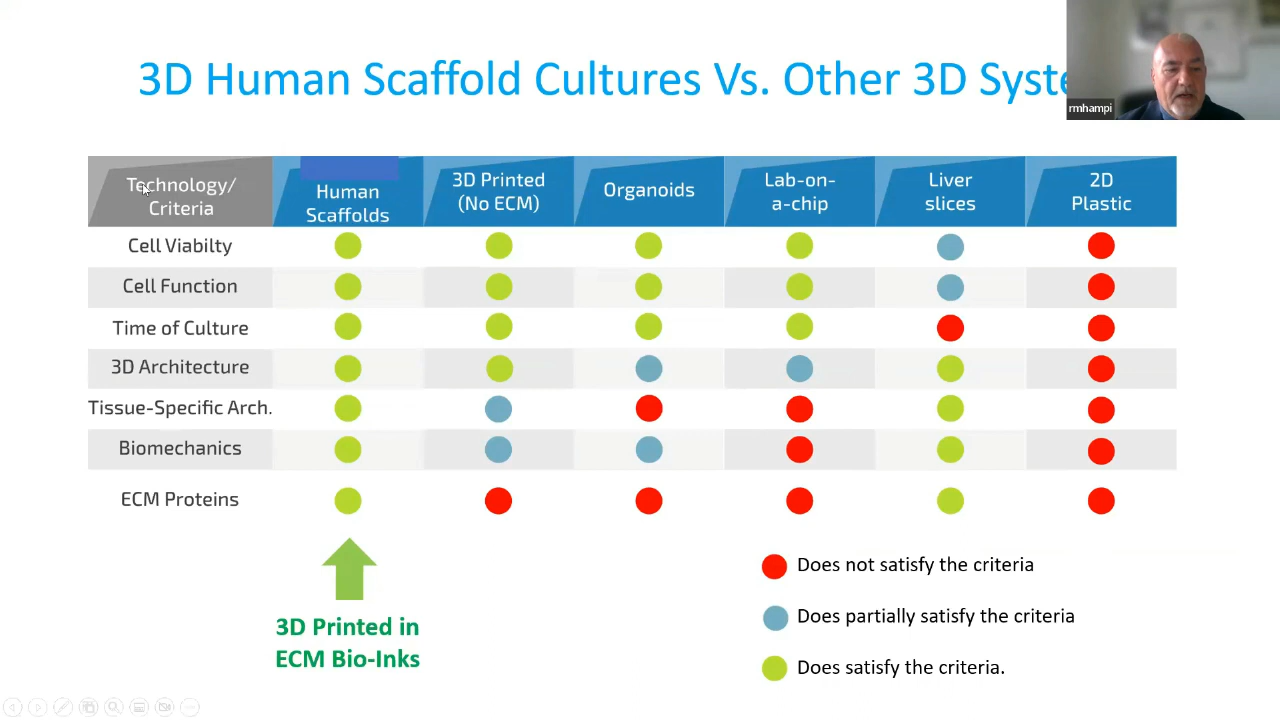 3D Human Scaffold Cultures Vs. Other 3D Syste
rmhampi
Technology/
Criteria
Human
Scaffolds
3D Printed
(No ECM)
Organoids
Lab-on-
a-chip
Liver
slices
2D
Plastic
Cell Viabilty
Cell Function
Time of Culture
3D Architecture
Tissue-Specific Arch.
Biomechanics
ECM Proteins
3D Printed in
ECM Bio-Inks
Does not satisfy the criteria
Does partially satisfy the criteria
Does satisfy the criteria.